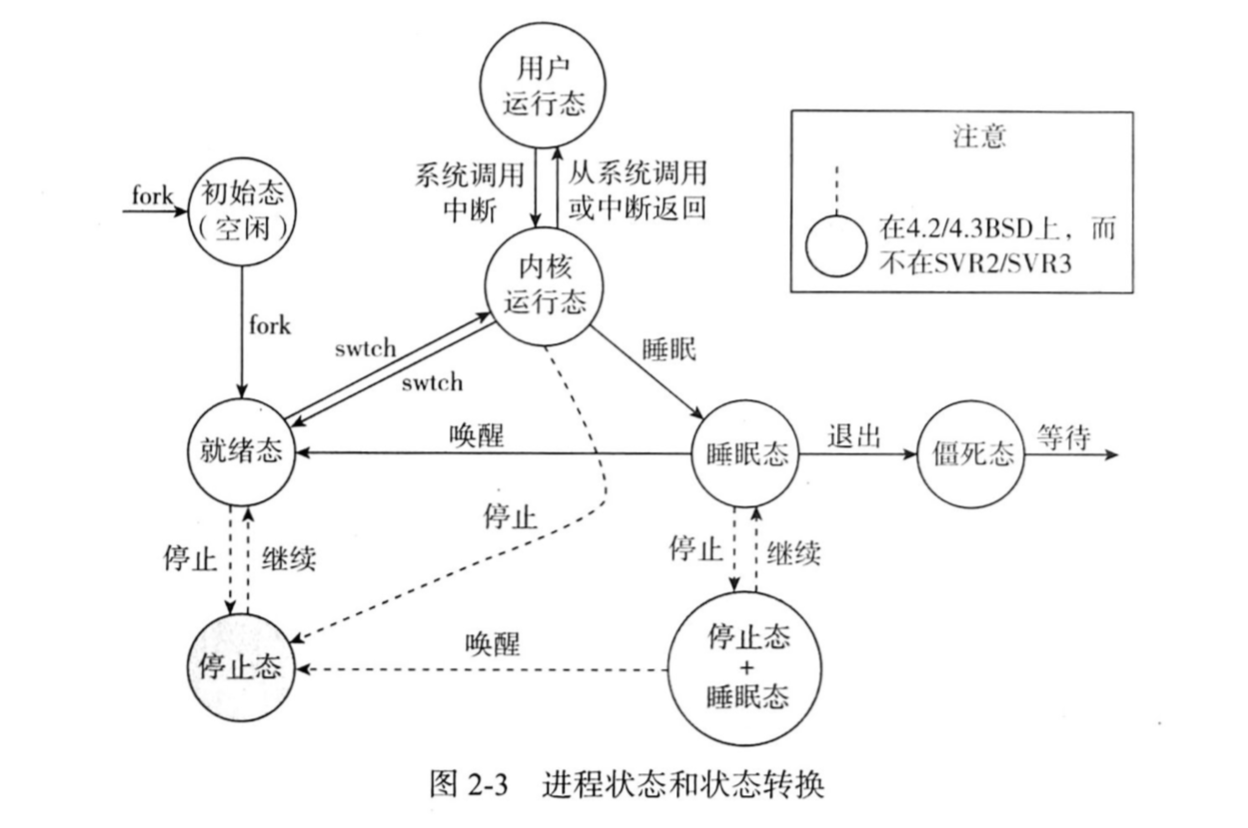 用户
运行态
注意
系统调用
中断
从系统调用
或中断返回
fork
初始态
（空闲）
在4.2/4.3BSD上，而
不在SVR2/SVR3
内核
运行态
fork
swtch
swtch
睡眠
就绪态
唤醒
睡眠态
退出
僵死态
等待
停止
停止
继续
停止
继续
停止态
唤醒
停止态
+
睡眠态
图 2-3 进程状态和状态转换